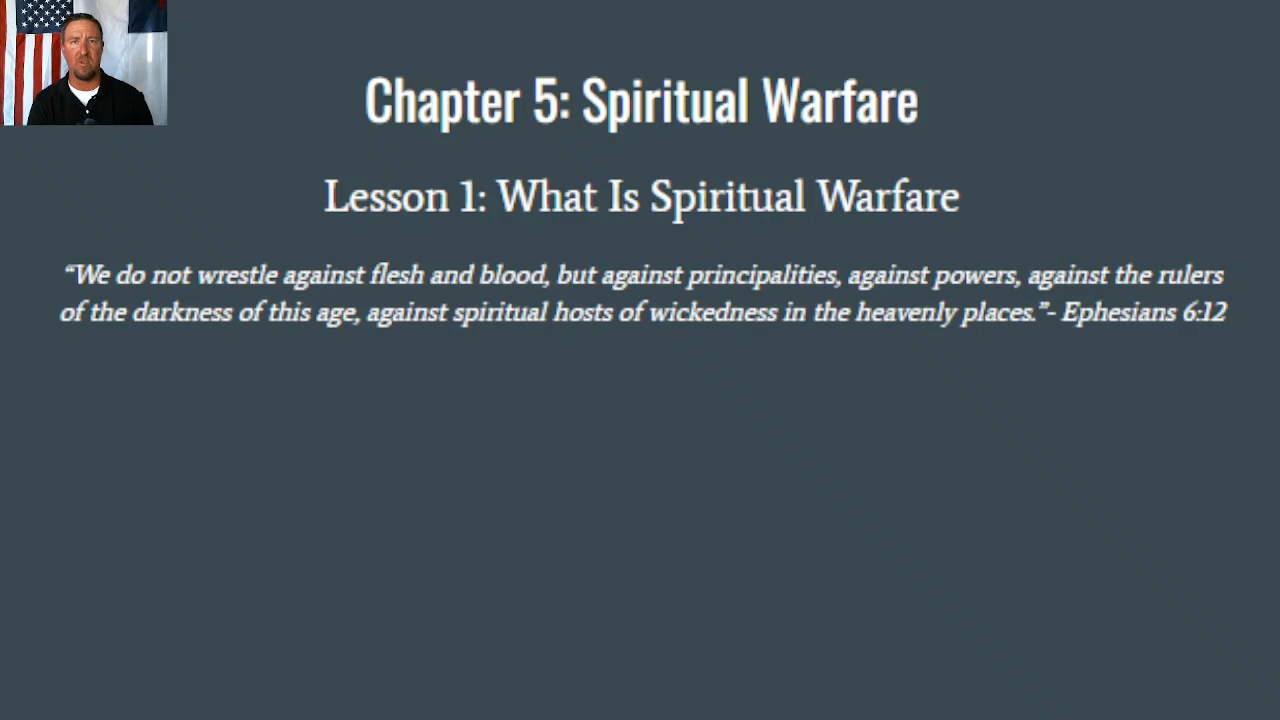 Chapter 5: Spiritual Warfare
Lesson 1: What Is Spiritual Warfare
“We do not wrestle against flesh and blood, but against principalities, against powers, against the rulers
of the darkness of this age, against spiritual hosts of wickedness in the heavenly places.”- Ephesians 6:12